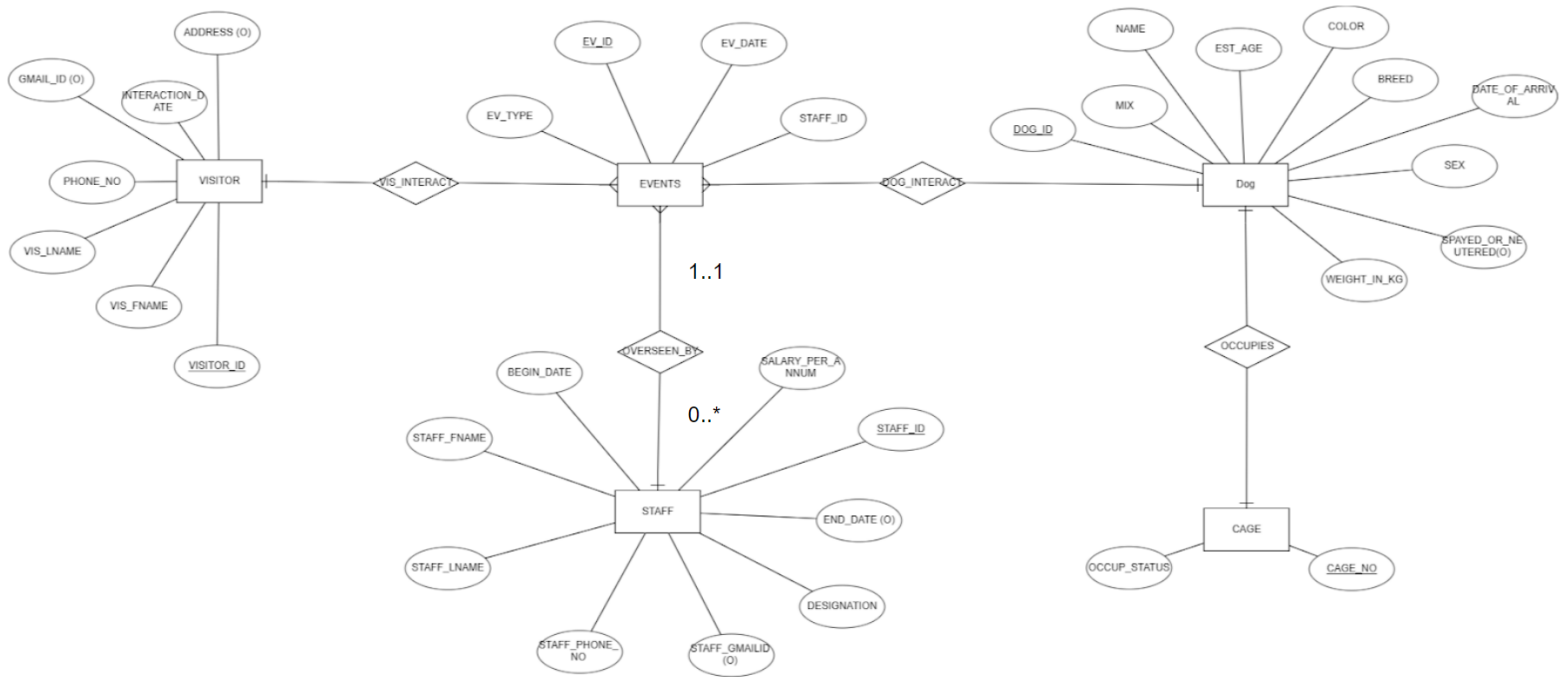 ADDRESS (O)
GMAIL_ID (O)
INTERACTION_D
ATE
PHONE_NO
VISITOR
VIS_LNAME
VIS_FNAME
VISITOR_ID
VIS_INTERACT
EV_ID
EV_DATE
EV_TYPE
STAFF_ID
EVENTS
DOG_INTERACT
NAME
EST_AGE
COLOR
BREED
MIX
DATE_OF_ARRIV
AL
DOG_ID
SEX
Dog
SPAYED_OR_NE
UTERED(O)
WEIGHT_IN_KG
1..1
OVERSEEN_BY
0..*
OCCUPIES
BEGIN_DATE
SALARY_PER_A
NNUM
STAFF_FNAME
STAFF_ID
STAFF
END_DATE (O)
STAFF_LNAME
DESIGNATION
STAFF_PHONE_
NO
STAFF_GMAILID
(O)
CAGE
OCCUP_STATUS
CAGE_NO